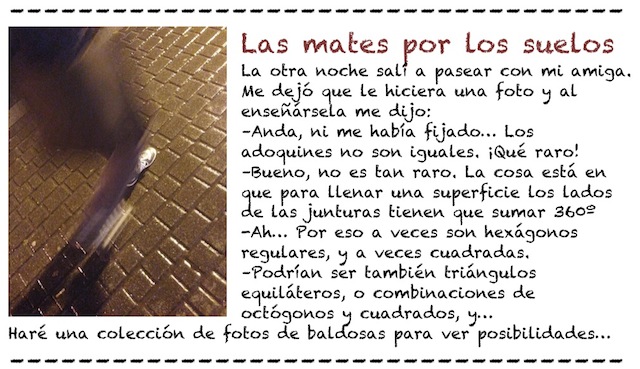 Las mates por los suelos
La otra noche salí a pasear con mi amiga.
Me dejó que le hiciera una foto y al
enseñársela me dijo:
-Anda, ni me había fijado... Los
adoquines no son iguales. ¡Qué raro!
-Bueno, no es tan raro. La cosa está en
que para llenar una superficie los lados
de las junturas tienen que sumar 360º
-Ah... Por eso a veces son hexágonos
regulares, y a veces cuadradas.
-Podrían ser también triángulos
equiláteros, o combinaciones de
octógonos y cuadrados, y...
Haré una colección de fotos de baldosas para ver posibilidades...